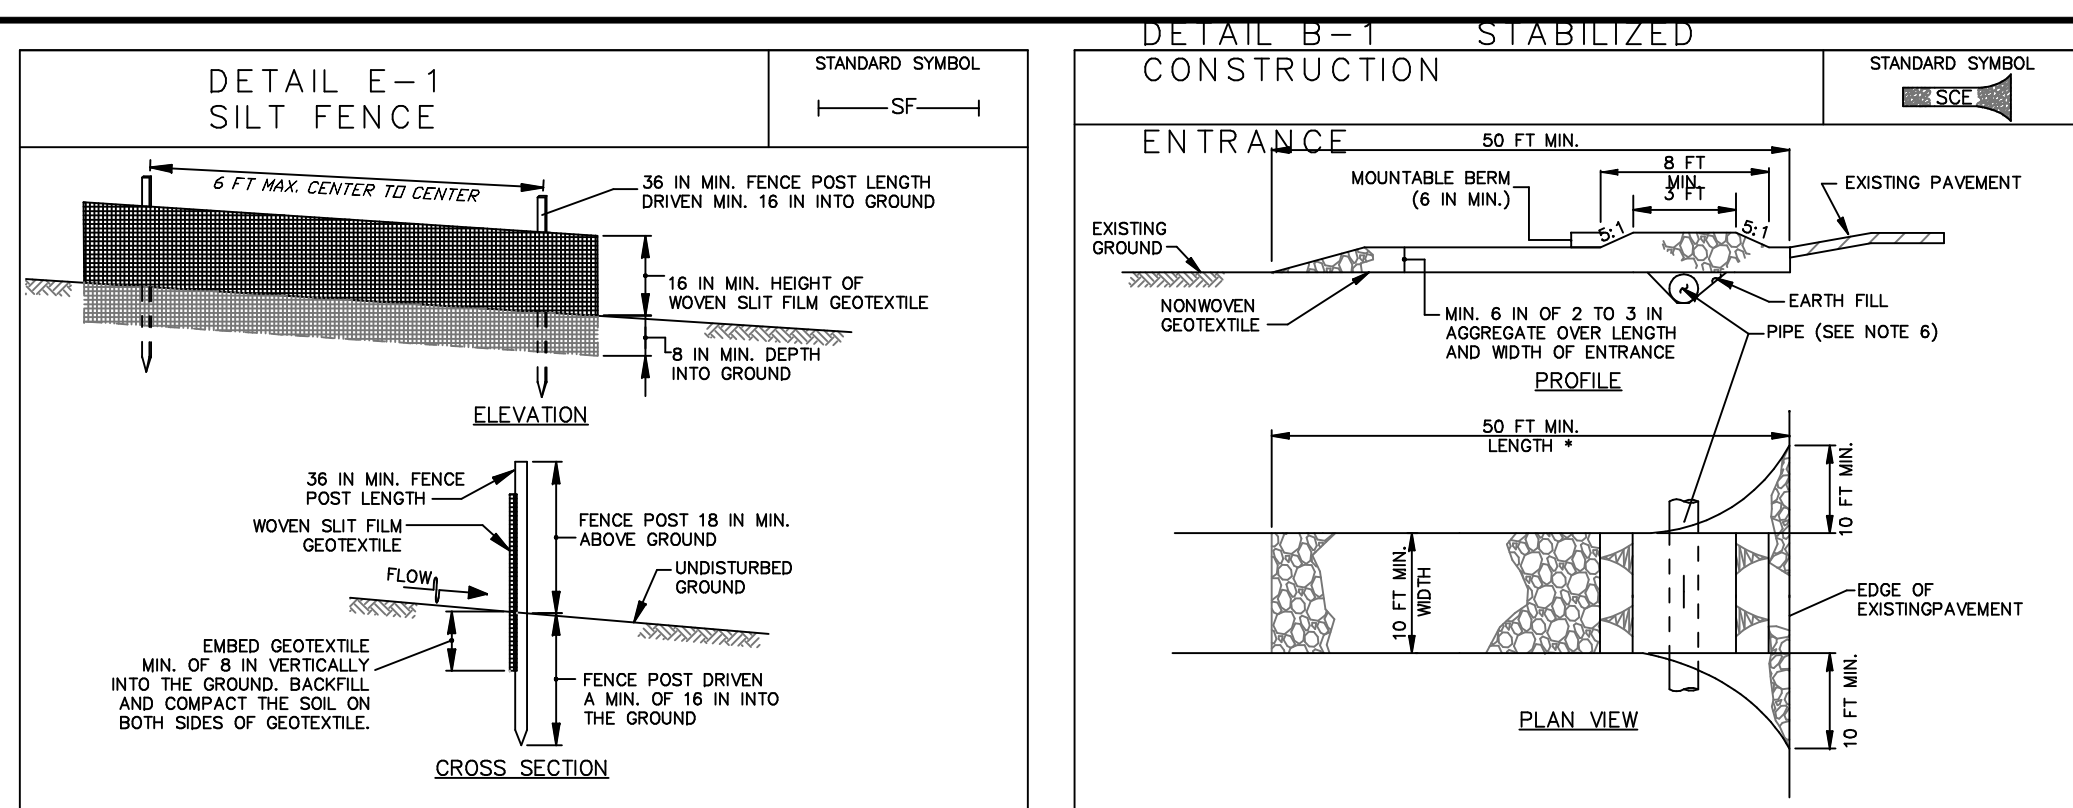 DETAIL E-1
SILT FENCE
STANDARD SYMBOL
SF
6 FT MAX. CENTER TO CENTER
36 IN MIN. FENCE POST LENGTH
DRIVEN MIN. 16 IN INTO GROUND
16 IN MIN. HEIGHT OF
WOVEN SLIT FILM GEOTEXTILE
8 IN MIN. DEPTH
INTO GROUND
ELEVATION
36 IN MIN. FENCE
POST LENGTH
WOVEN SLIT FILM
GEOTEXTILE
FLOW
EMBED GEOTEXTILE
MIN. OF 8 IN VERTICALLY
INTO THE GROUND. BACKFILL
AND COMPACT THE SOIL ON
BOTH SIDES OF GEOTEXTILE.
FENCE POST 18 IN MIN.
ABOVE GROUND
UNDISTURBED
GROUND
FENCE POST DRIVEN
A MIN. OF 16 IN INTO
THE GROUND
CROSS SECTION
DETAIL B-1 STABILIZED
CONSTRUCTION
ENTRANCE
STANDARD SYMBOL
SCE
50 FT MIN.
8 FT
MIN.
3 FT
MOUNTABLE BERM
(6 IN MIN.)
5:1
5:1
EXISTING PAVEMENT
EXISTING
GROUND
NONWOVEN
GEOTEXTILE
MIN. 6 IN OF 2 TO 3 IN
AGGREGATE OVER LENGTH
AND WIDTH OF ENTRANCE
EARTH FILL
PIPE (SEE NOTE 6)
PROFILE
50 FT MIN.
LENGTH *
10 FT MIN.
10 FT MIN.
WIDTH
EDGE OF
EXISTINGPAVEMENT
10 FT MIN.
PLAN VIEW